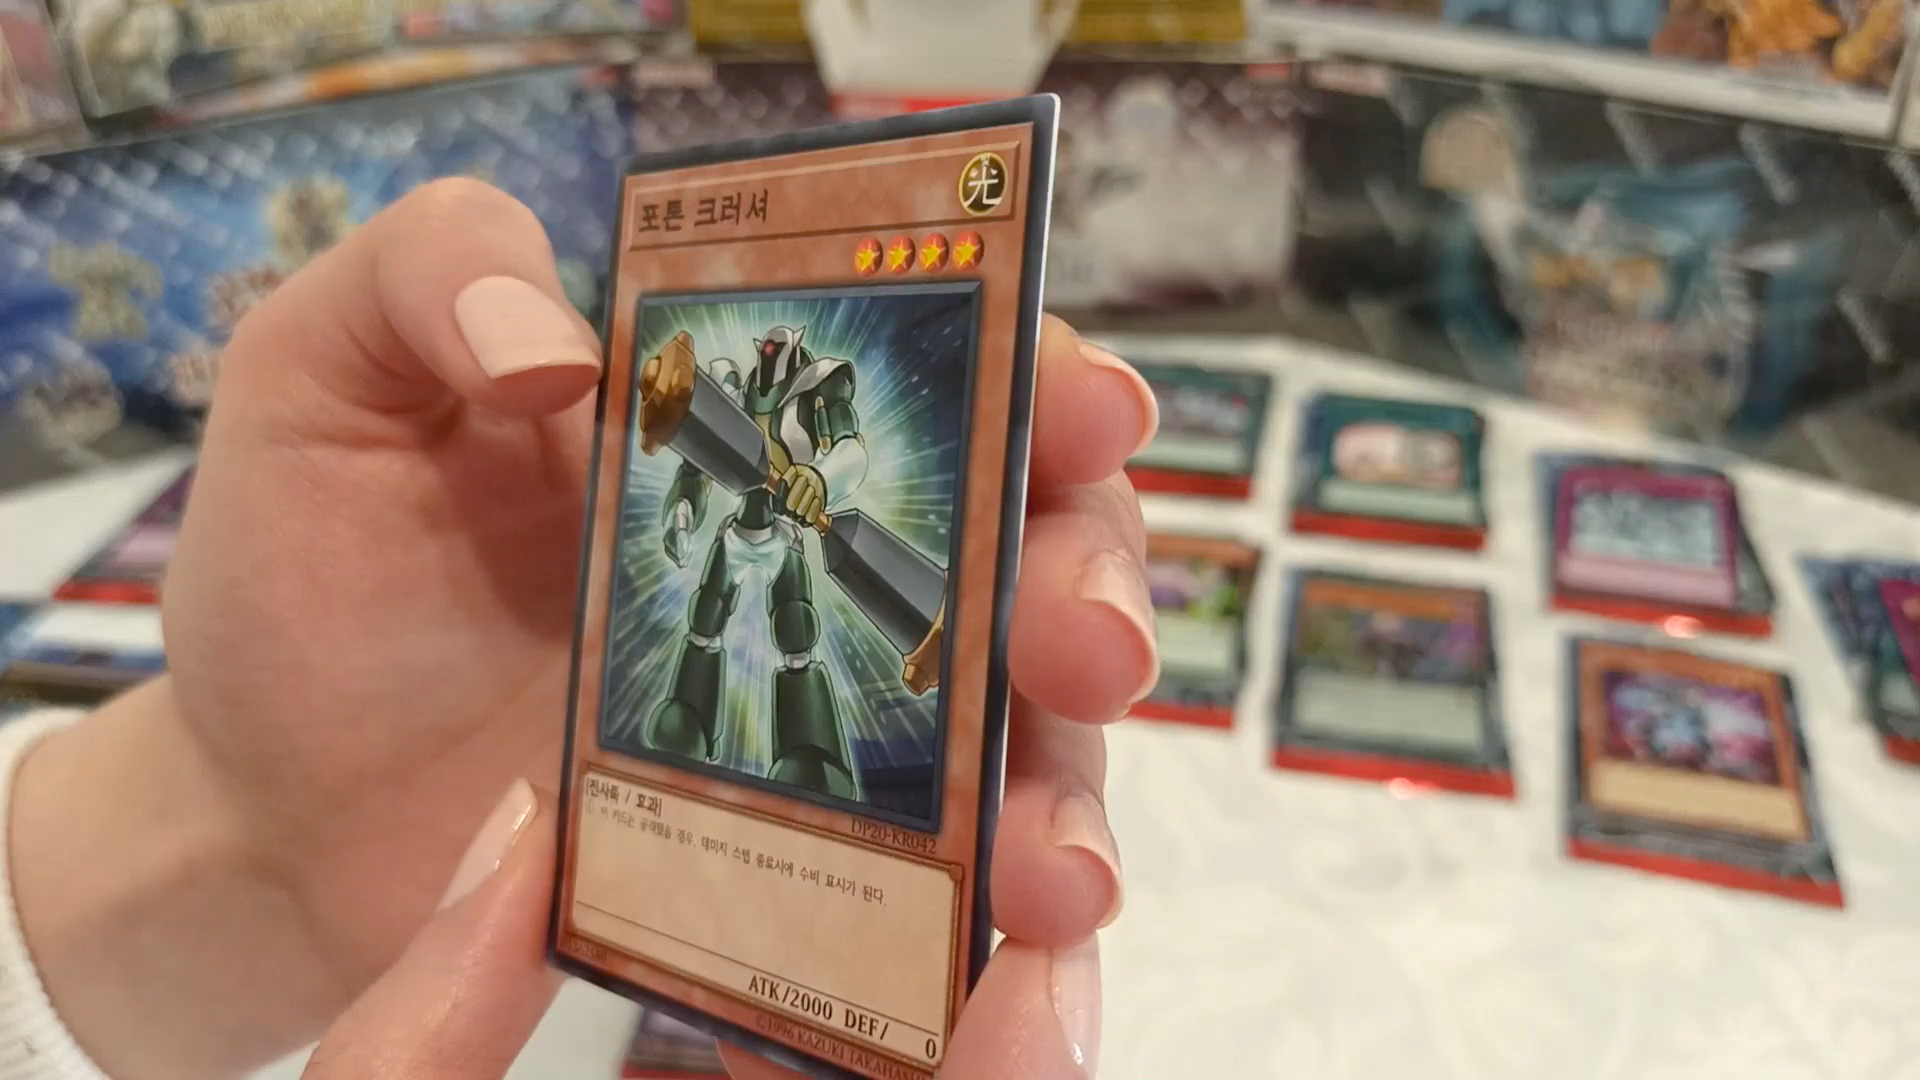 포톤 크러셔
光
DP20-KR042
[전사족 / 효과]
① 이 카드는 공격했을 경우, 데미지 스텝 종료시에 수비 표시가 된다.
ATK/2000 DEF/ 0
©1996 KAZUKI TAKAHASHI